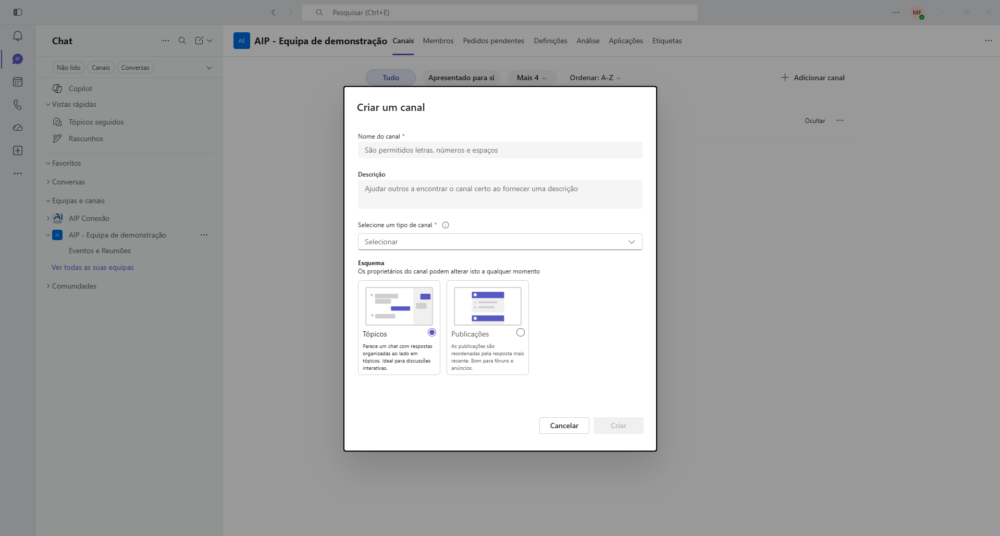 Pesquisar (Ctrl+E)
MF
Chat
AE
AIP - Equipa de demonstração
Canais
Membros
Pedidos pendentes
Definições
Análise
Aplicações
Etiquetas
Não lido
Canais
Conversas
Copilot
Vistas rápidas
Tópicos seguidos
Rascunhos
Favoritos
Conversas
Equipas e canais
AIP Conexão
AE
AIP - Equipa de demonstração
Eventos e Reuniões
Ver todas as suas equipas
Comunidades
Tudo
Apresentado para si
Mais 4
Ordenar: A-Z
Adicionar canal
Ocultar
Criar um canal
Nome do canal *
São permitidos letras, números e espaços
Descrição
Ajudar outros a encontrar o canal certo ao fornecer uma descrição
Selecione um tipo de canal *
Selecionar
Esquema
Os proprietários do canal podem alterar isto a qualquer momento
Tópicos
Parece um chat com respostas
organizadas ao lado em
tópicos. Ideal para discussões
interativas.
Publicações
As publicações são
reordenadas pela resposta mais
recente. Bom para fóruns e
anúncios.
Cancelar
Criar